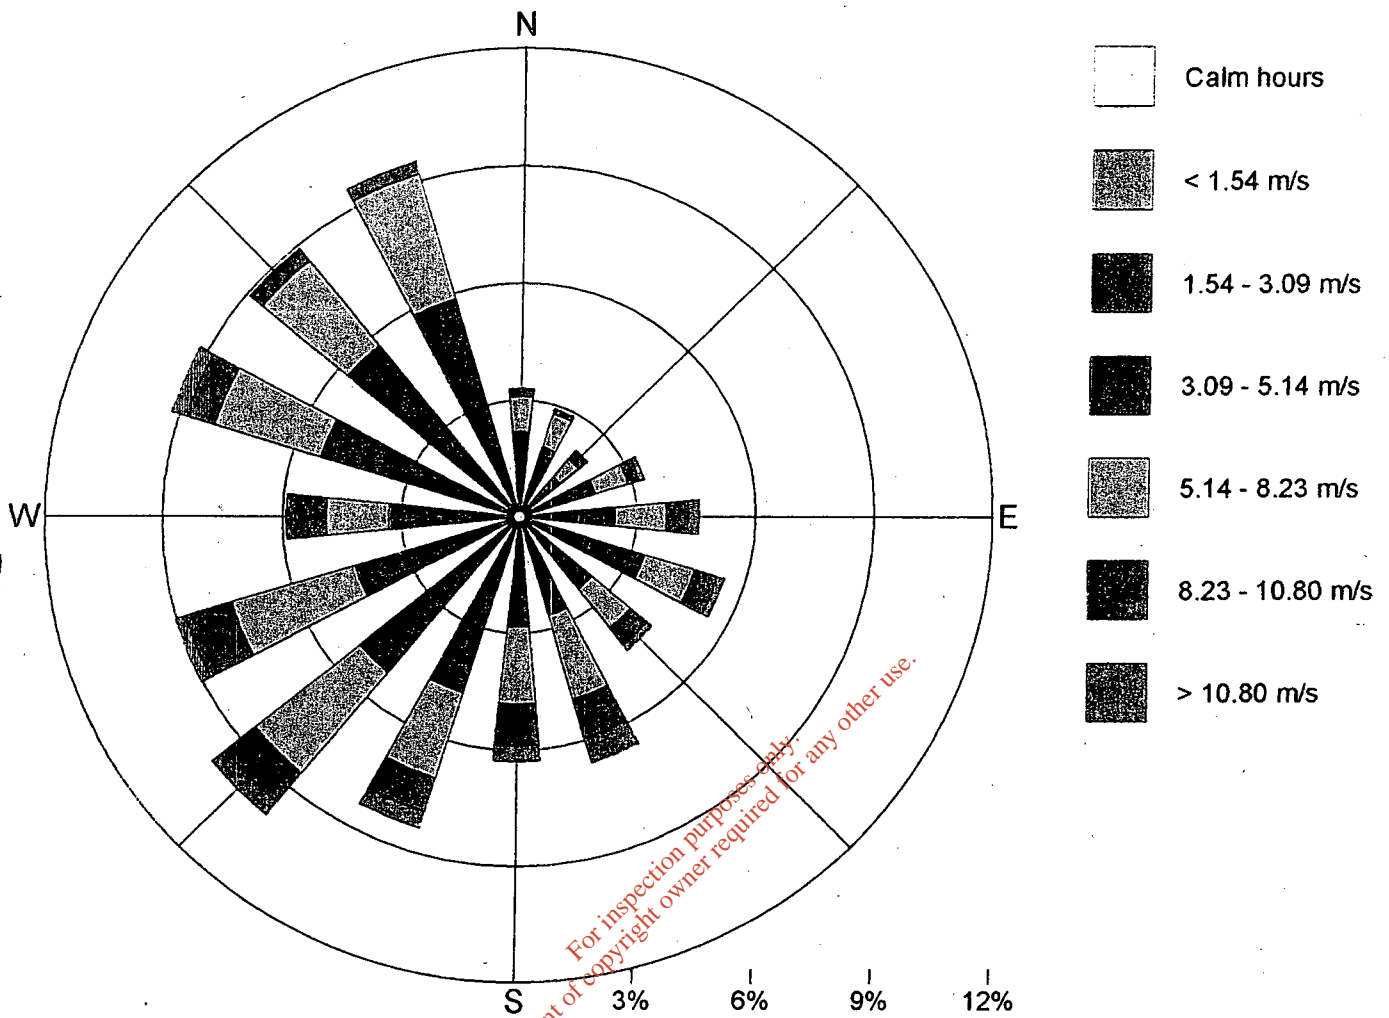 N
Calm hours
< 1.54 m/s
1.54 - 3.09 m/s
3.09 - 5.14 m/s
W
E
5.14 - 8.23 m/s
8.23 - 10.80 m/s
> 10.80 m/s
For inspection purposes only.
of copyright owner required for any other use.
S
3%
6%
9%
12%